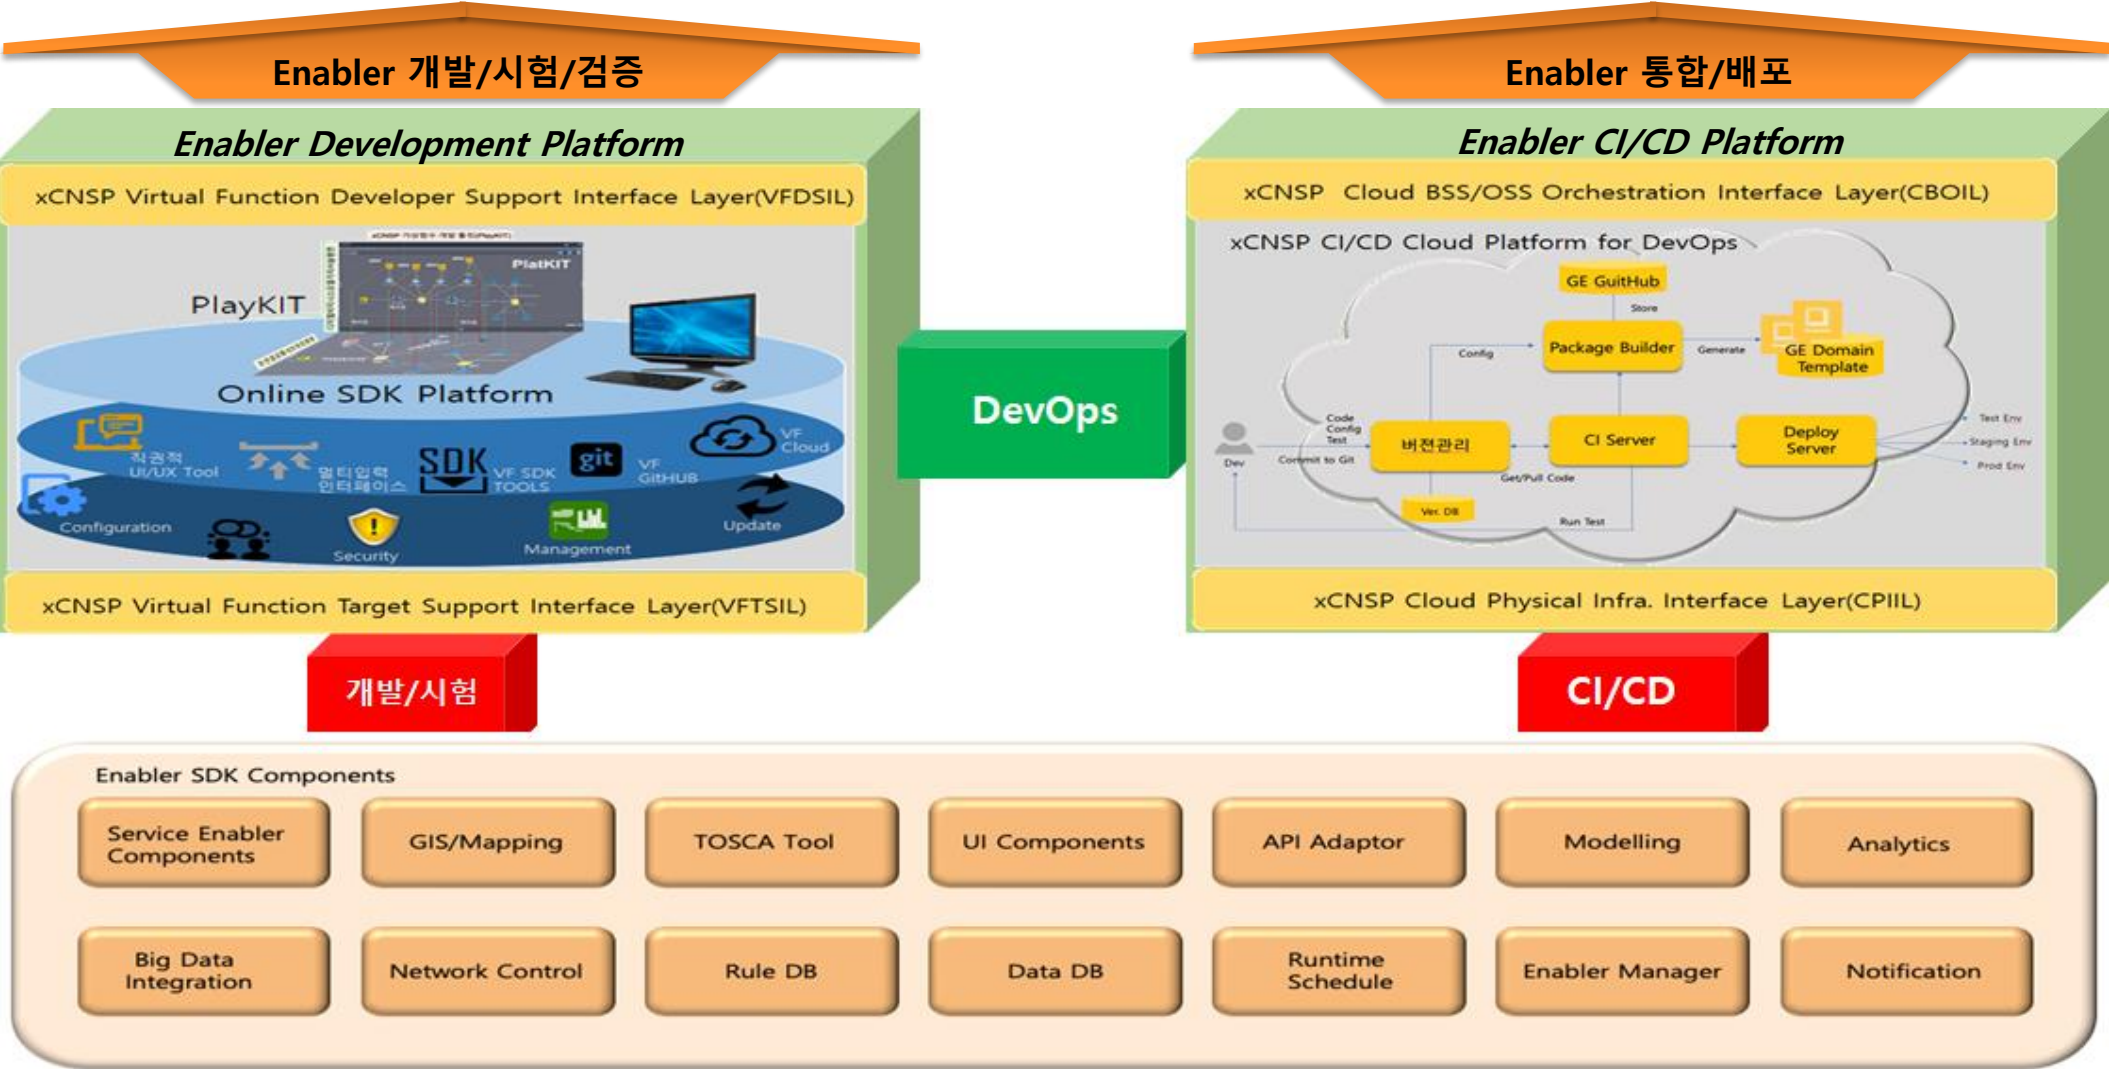 Enabler 개발/시험/검증
Enabler 통합/배포
Enabler Development Platform
xCNSP Virtual Function Developer Support Interface Layer(VFDSIL)
PlatKIT
PlayKIT
Online SDK Platform
직관적
UI/UX Tool
멀티입력
인터페이스
SDK
VF SDK
TOOLS
git
VF
GitHUB
VF
Cloud
Configuration
Security
Management
Update
xCNSP Virtual Function Target Support Interface Layer(VFTSIL)
DevOps
Enabler CI/CD Platform
xCNSP Cloud BSS/OSS Orchestration Interface Layer(CBOIL)
xCNSP CI/CD Cloud Platform for DevOps
GE GuitHub
Store
Config
Package Builder
Generate
GE Domain
Template
Code
Config
Test
Dev
Commit to Git
버전관리
CI Server
Deploy
Server
Test Env
Staging Env
Prod Env
Get/Pull Code
Ver. DB
Run Test
xCNSP Cloud Physical Infra. Interface Layer(CPIIL)
개발/시험
CI/CD
Enabler SDK Components
Service Enabler
Components
GIS/Mapping
TOSCA Tool
UI Components
API Adaptor
Modelling
Analytics
Big Data
Integration
Network Control
Rule DB
Data DB
Runtime
Schedule
Enabler Manager
Notification